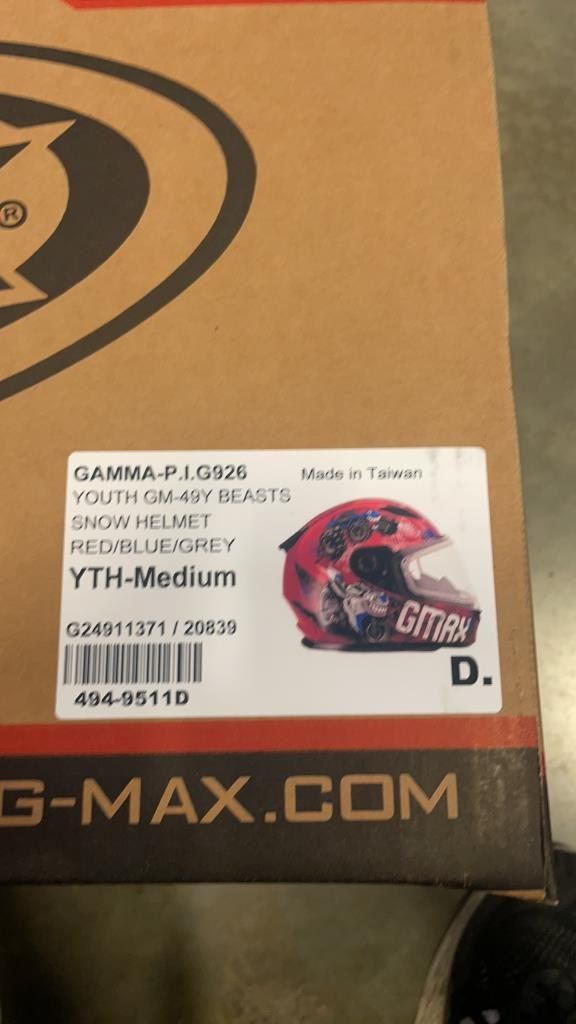 ®
GAMMA-P.I.G926 Made in Taiwan
YOUTH GM-49Y BEASTS
SNOW HELMET
RED/BLUE/GREY
YTH-Medium
G24911371 / 20839
494-9511D
GMAX
D.
G-MAX.COM